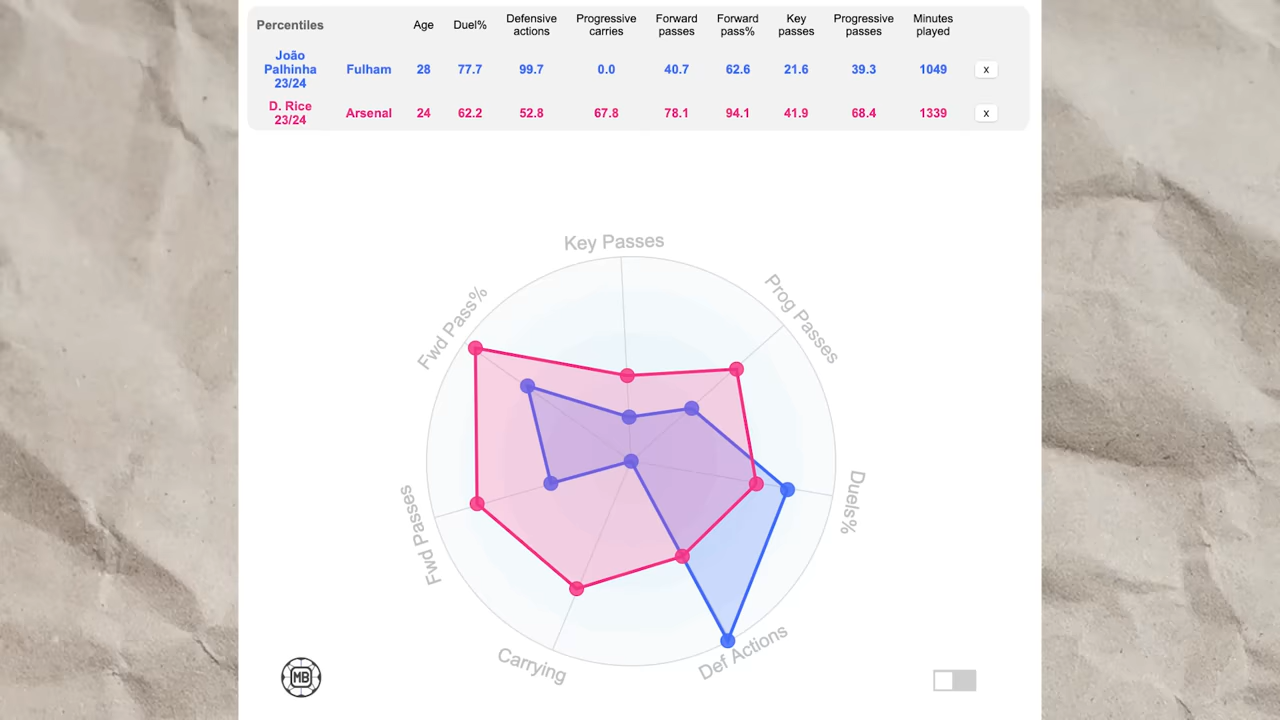 Percentiles Age Duel% Defensive actions Progressive carries Forward passes Forward pass% Key passes Progressive passes Minutes played
João Palhinha 23/24 Fulham 28 77.7 99.7 0.0 40.7 62.6 21.6 39.3 1049 x
D. Rice 23/24 Arsenal 24 62.2 52.8 67.8 78.1 94.1 41.9 68.4 1339 x
Key Passes
Prog Passes
Fwd Pass%
Duels%
Fwd Passes
Def Actions
Carrying
MB